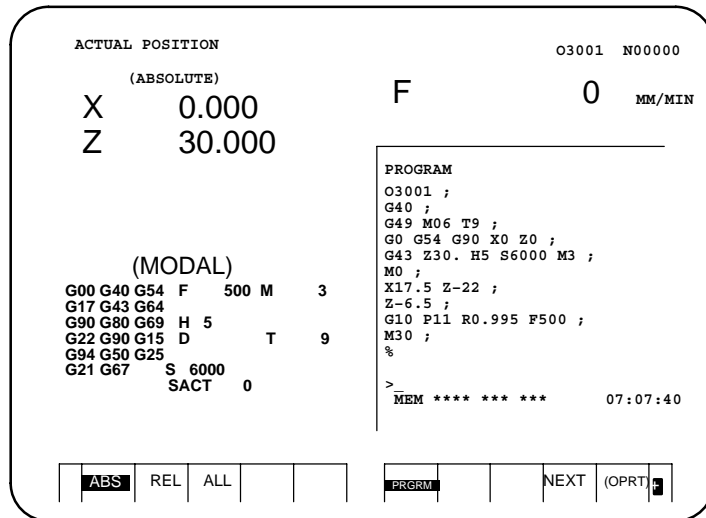 ACTUAL POSITION
O3001 N00000
(ABSOLUTE)
X 0.000
Z 30.000
F 0 MM/MIN
PROGRAM
O3001 ;
G40 ;
G49 M06 T9 ;
G0 G54 G90 X0 Z0 ;
G43 Z30. H5 S6000 M3 ;
M0 ;
X17.5 Z-22 ;
Z-6.5 ;
G10 P11 R0.995 F500 ;
M30 ;
%
>_
MEM **** *** *** 07:07:40
(MODAL)
G00 G40 G54 F 500 M 3
G17 G43 G64
G90 G80 G69 H 5
G22 G90 G15 D T 9
G94 G50 G25
G21 G67 S 6000
SACT 0
ABS REL ALL PRGRM NEXT (OPRT) +